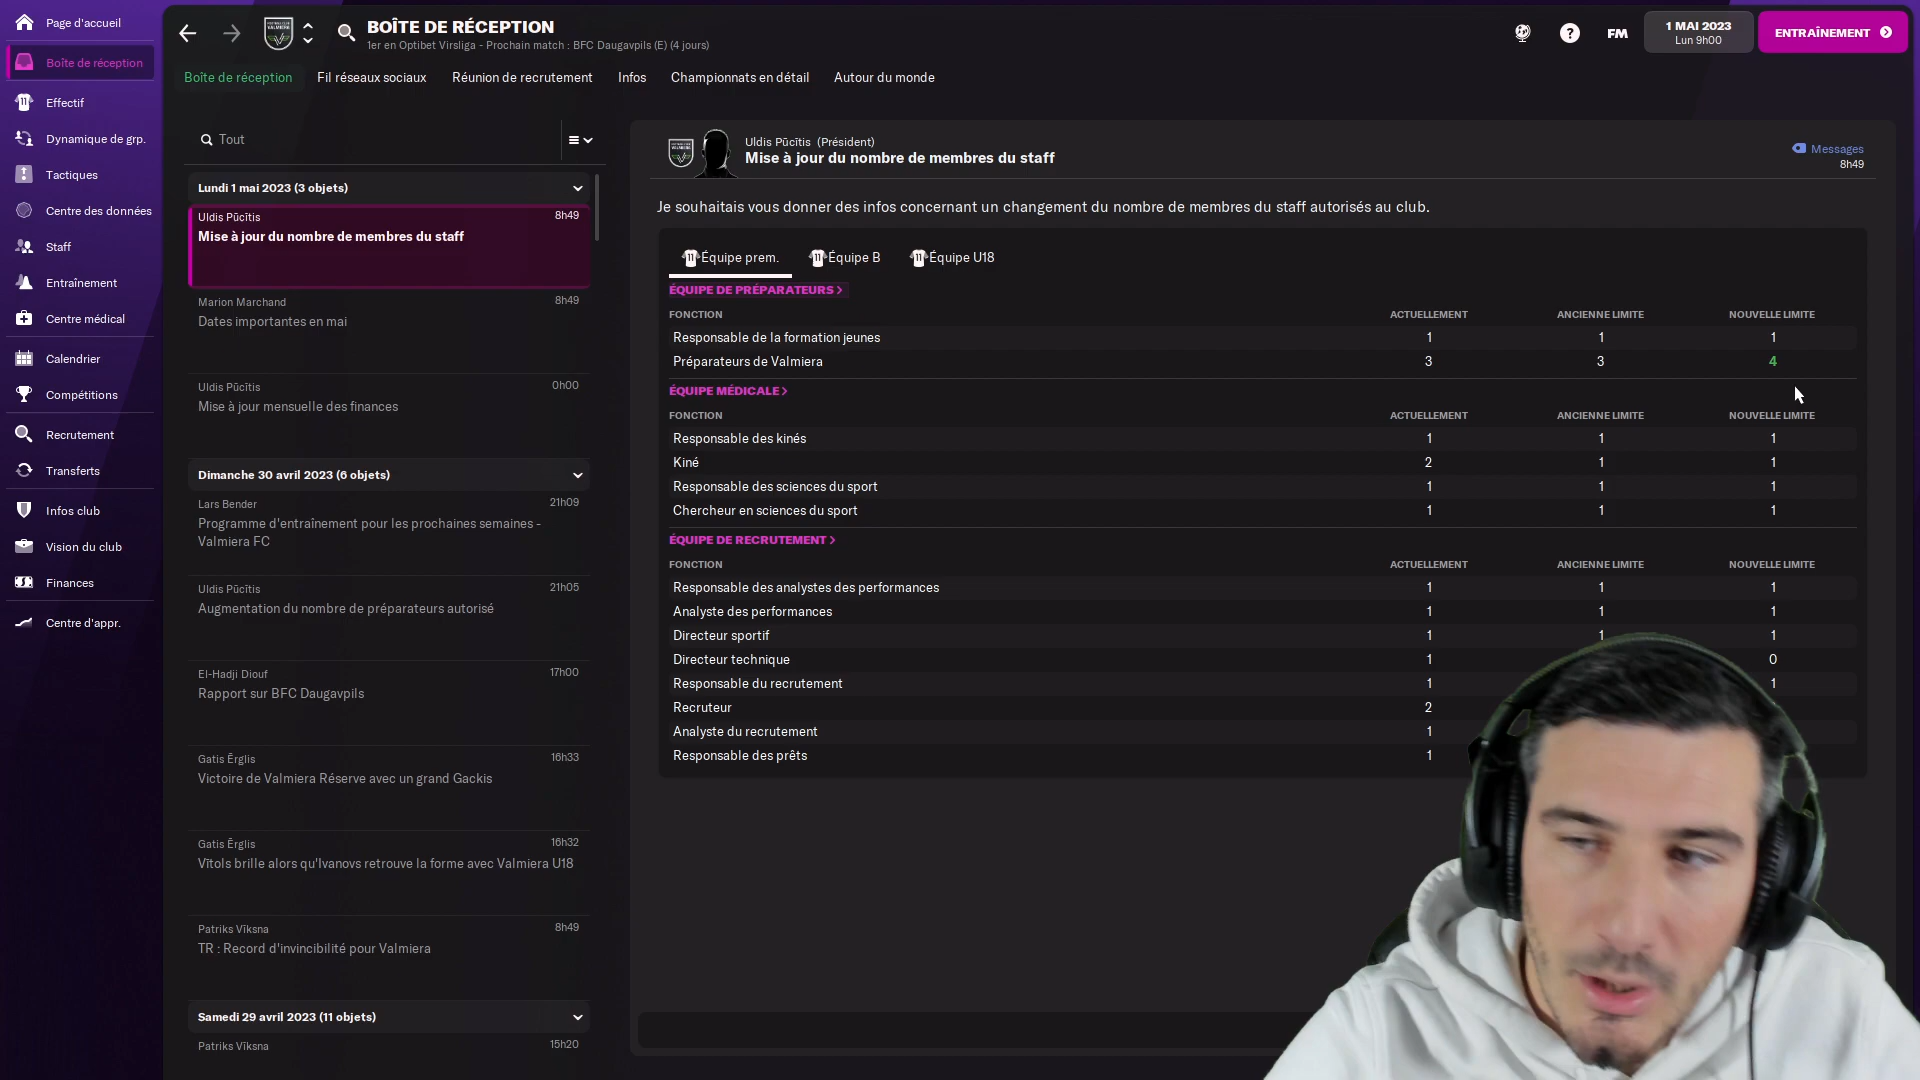 Page d'accueil
Boîte de réception
Effectif
Dynamique de grp.
Tactiques
Centre des données
Staff
Entraînement
Centre médical
Calendrier
Compétitions
Recrutement
Transferts
Infos club
Vision du club
Finances
Centre d'appr.
BOÎTE DE RÉCEPTION
1er en Optibet Virsliga - Prochain match : BFC Daugavpils (E) (4 jours)
?
FM
1 MAI 2023
Lun 9h00
ENTRAÎNEMENT
Boîte de réception
Fil réseaux sociaux
Réunion de recrutement
Infos
Championnats en détail
Autour du monde
Tout
Lundi 1 mai 2023 (3 objets)
Uldis Pūcītis 8h49
Mise à jour du nombre de membres du staff
Marion Marchand 8h49
Dates importantes en mai
Uldis Pūcītis 0h00
Mise à jour mensuelle des finances
Dimanche 30 avril 2023 (6 objets)
Lars Bender 21h09
Programme d'entraînement pour les prochaines semaines -
Valmiera FC
Uldis Pūcītis 21h05
Augmentation du nombre de préparateurs autorisé
El-Hadji Diouf 17h00
Rapport sur BFC Daugavpils
Gatis Ērglis 16h33
Victoire de Valmiera Réserve avec un grand Gackis
Gatis Ērglis 16h32
Vītols brille alors qu'Ivanovs retrouve la forme avec Valmiera U18
Patriks Vīksna 8h49
TR : Record d'invincibilité pour Valmiera
Samedi 29 avril 2023 (11 objets)
Patriks Vīksna 15h20
Uldis Pūcītis (Président)
Mise à jour du nombre de membres du staff
Messages
8h49
Je souhaitais vous donner des infos concernant un changement du nombre de membres du staff autorisés au club.
Équipe prem. Équipe B Équipe U18
ÉQUIPE DE PRÉPARATEURS >
FONCTION ACTUELLEMENT ANCIENNE LIMITE NOUVELLE LIMITE
Responsable de la formation jeunes 1 1 1
Préparateurs de Valmiera 3 3 4
ÉQUIPE MÉDICALE >
FONCTION ACTUELLEMENT ANCIENNE LIMITE NOUVELLE LIMITE
Responsable des kinés 1 1 1
Kiné 2 1 1
Responsable des sciences du sport 1 1 1
Chercheur en sciences du sport 1 1 1
ÉQUIPE DE RECRUTEMENT >
FONCTION ACTUELLEMENT ANCIENNE LIMITE NOUVELLE LIMITE
Responsable des analystes des performances 1 1 1
Analyste des performances 1 1 1
Directeur sportif 1 1 1
Directeur technique 1 0
Responsable du recrutement 1 1
Recruteur 2
Analyste du recrutement 1
Responsable des prêts 1